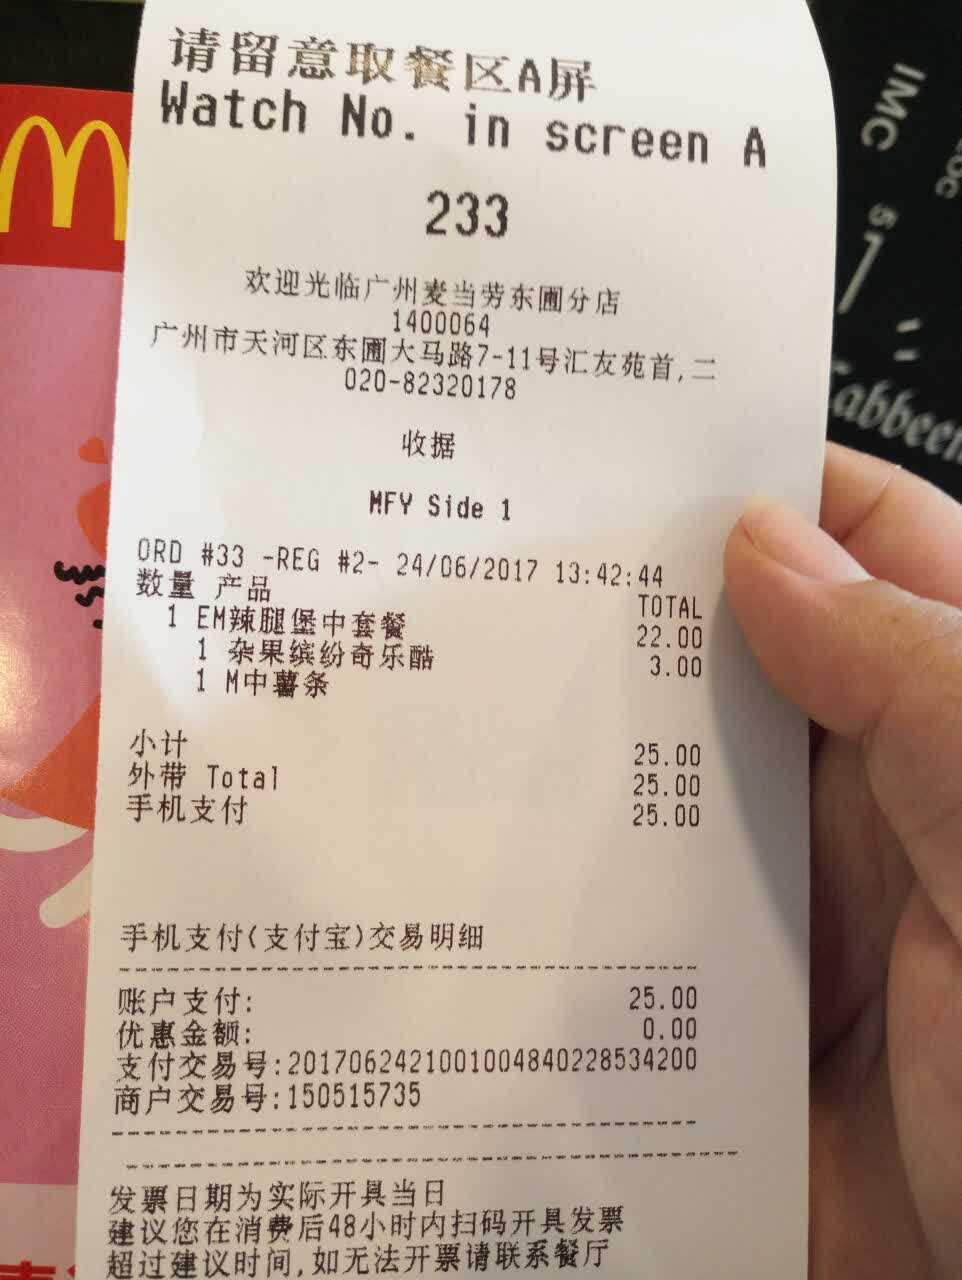 请留意取餐区A屏
Watch No. in screen A
233
欢迎光临广州麦当劳东圃分店
1400064
广州市天河区东圃大马路7-11号汇友苑首,二
020-82320178
收据
MFY Side 1
ORD #33 -REG #2- 24/06/2017 13:42:44
数量 产品 TOTAL
1 EM辣腿堡中套餐 22.00
1 杂果缤纷奇乐酷 3.00
1 M中薯条
小计 25.00
外带 Total 25.00
手机支付 25.00
手机支付(支付宝)交易明细
账户支付: 25.00
优惠金额: 0.00
支付交易号:2017062421001004840228534200
商户交易号:150515735
发票日期为实际开具当日
建议您在消费后48小时内扫码开具发票
超过建议时间,如无法开票请联系餐厅
IMC
5
abbeen